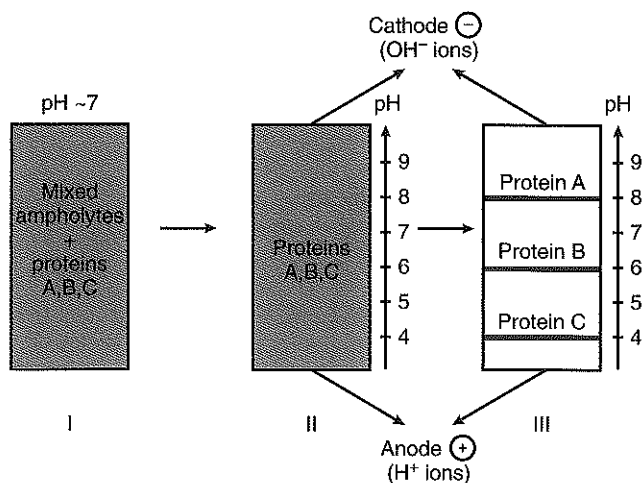 Cathode ⊖
(OH⁻ ions)
pH ~7
pH
pH
Mixed
ampholytes
+
proteins
A,B,C
Proteins
A,B,C
9
8
7
6
5
4
Protein A
Protein B
Protein C
9
8
7
6
5
4
I
II
III
Anode ⊕
(H⁺ ions)